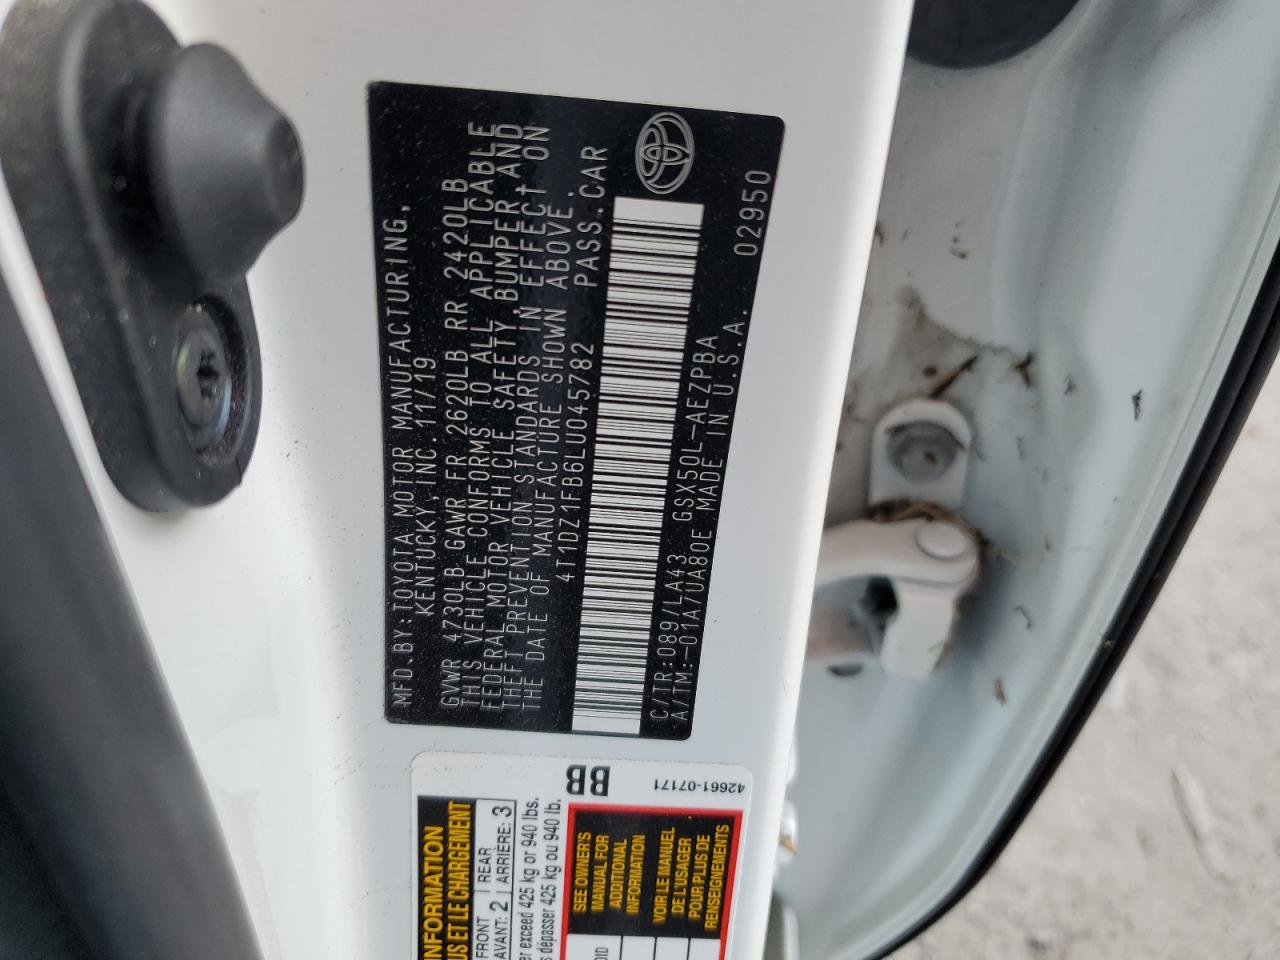 MFD.BY:TOYOTA MOTOR MANUFACTURING,
KENTUCKY,INC. 11/19
GVWR 4730LB GAWR FR 2620LB RR 2420LB
THIS VEHICLE CONFORMS TO ALL APPLICABLE
FEDERAL MOTOR VEHICLE SAFETY,BUMPER,AND
THEFT PREVENTION STANDARDS IN EFFECT ON
THE DATE OF MANUFACTURE SHOWN ABOVE.
4T1DZ1FB6LU045782 PASS.CAR
C/TR:089/LA43 GSX50L-AEZPBA
A/TM:-01A/UA80E MADE IN U.S.A. 02950
BB
42661-07171
INFORMATION
ET LE CHARGEMENT
FRONT REAR
AVANT: 2 ARRIÈRE: 3
exceed 425 kg or 940 lbs.
dépasser 425 kg ou 940 lb.
SEE OWNER'S
MANUAL FOR
ADDITIONAL
INFORMATION
VOIR LE MANUEL
DE L'USAGER
POUR PLUS DE
RENSEIGNEMENTS